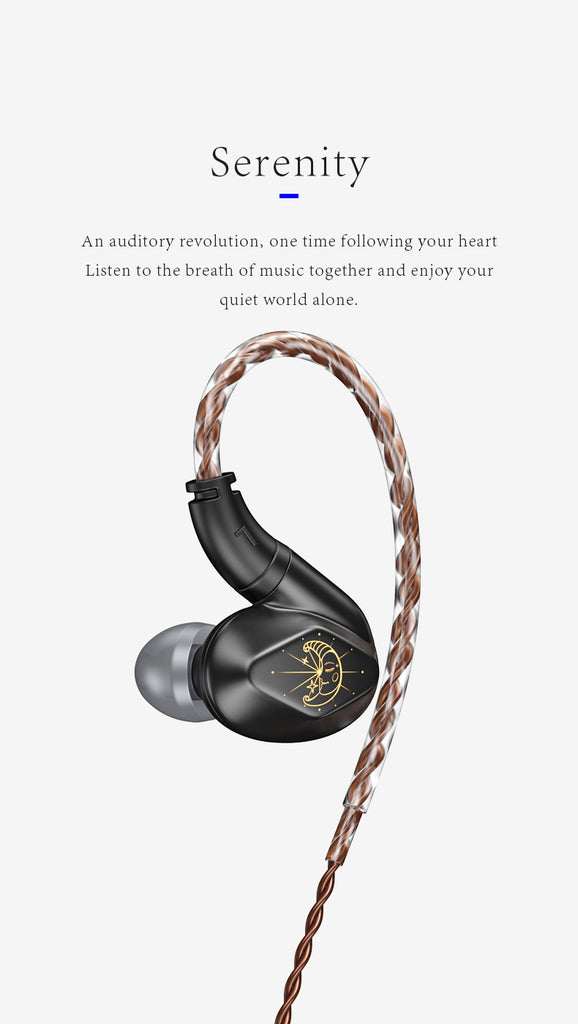 Serenity
An auditory revolution, one time following your heart
Listen to the breath of music together and enjoy your
quiet world alone.